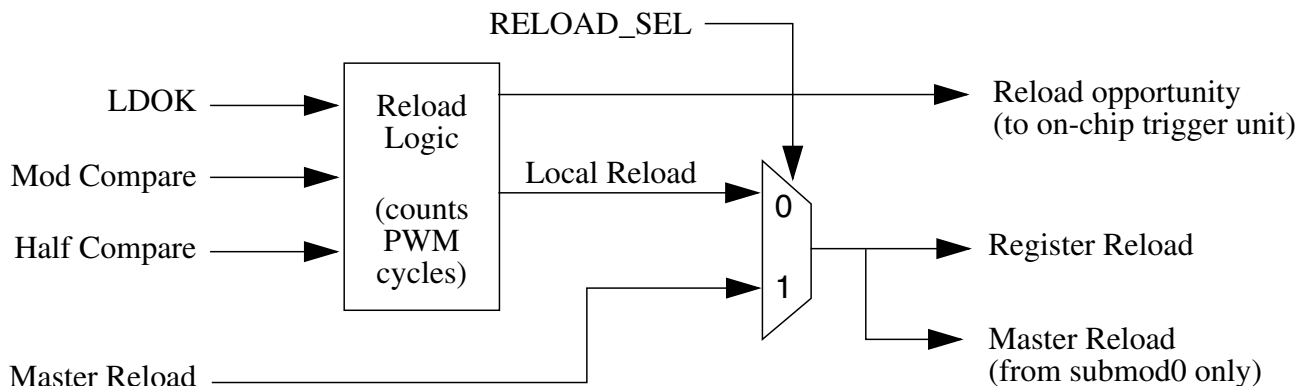 RELOAD_SEL
LDOK
Reload
Logic
Reload opportunity
(to on-chip trigger unit)
Mod Compare
Local Reload
(counts
PWM
cycles)
0
Half Compare
Register Reload
1
Master Reload
(from submod0 only)
Master Reload